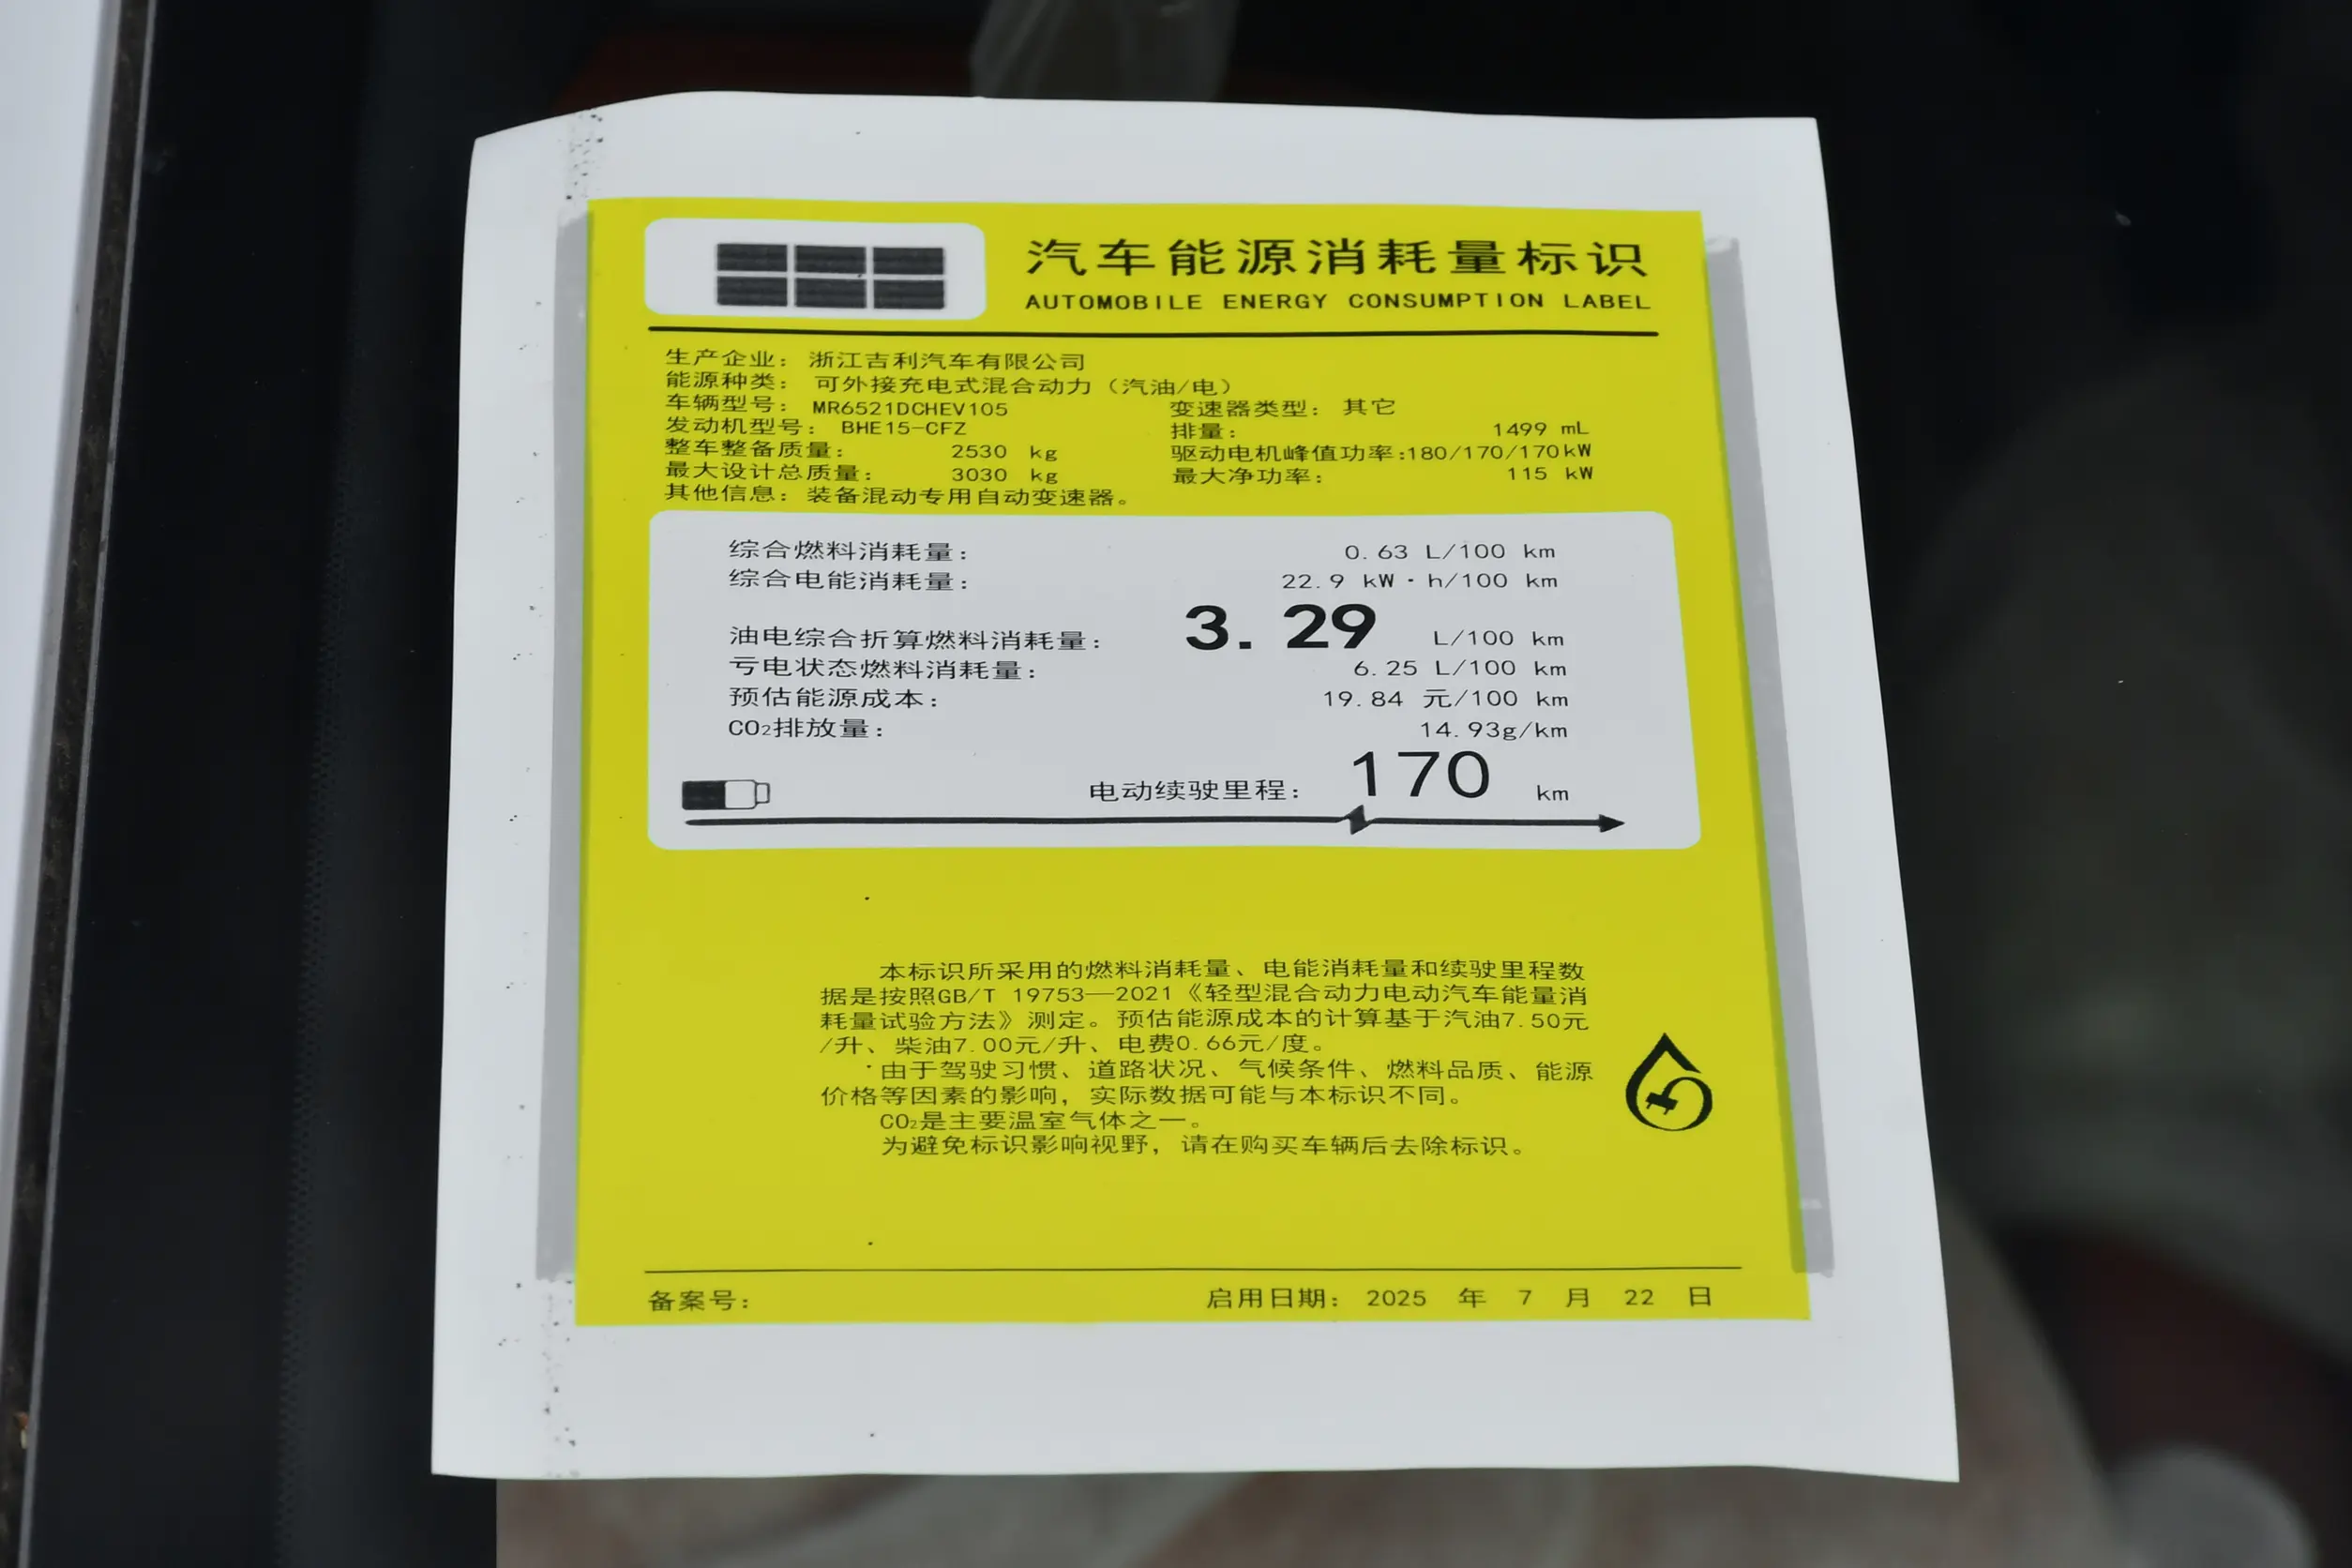 汽车能源消耗量标识
AUTOMOBILE ENERGY CONSUMPTION LABEL
生产企业：浙江吉利汽车有限公司
能源种类：可外接充电式混合动力（汽油/电）
车辆型号：MR6521DCHEV105 变速器类型：其它
发动机型号：BHE15-CFZ 排量：1499 mL
整车整备质量：2530 kg 驱动电机峰值功率:180/170/170kW
最大设计总质量：3030 kg 最大净功率：115 kW
其他信息：装备混动专用自动变速器。
综合燃料消耗量：0.63 L/100 km
综合电能消耗量：22.9 kW·h/100 km
油电综合折算燃料消耗量：3.29 L/100 km
亏电状态燃料消耗量：6.25 L/100 km
预估能源成本：19.84 元/100 km
CO₂排放量：14.93g/km
电动续驶里程：170 km
本标识所采用的燃料消耗量、电能消耗量和续驶里程数
据是按照GB/T 19753—2021《轻型混合动力电动汽车能量消
耗量试验方法》测定。预估能源成本的计算基于汽油7.50元
/升、柴油7.00元/升、电费0.66元/度。
由于驾驶习惯、道路状况、气候条件、燃料品质、能源
价格等因素的影响，实际数据可能与本标识不同。
CO₂是主要温室气体之一。
为避免标识影响视野，请在购买车辆后去除标识。
备案号： 启用日期：2025 年 7 月 22 日